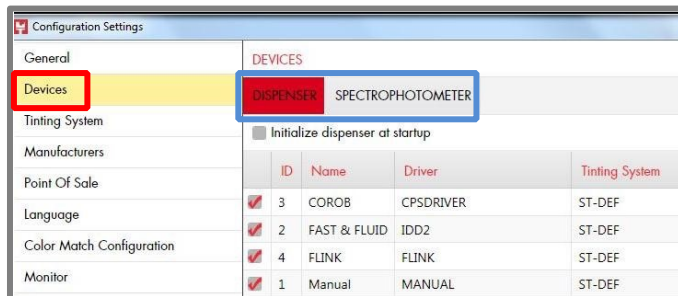 Configuration Settings
General
Devices
Tinting System
Manufacturers
Point Of Sale
Language
Color Match Configuration
Monitor
DEVICES
DISPENSER SPECTROPHOTOMETER
Initialize dispenser at startup
ID Name Driver Tinting System
3 COROB CPSDRIVER ST-DEF
2 FAST & FLUID IDD2 ST-DEF
4 FLINK FLINK ST-DEF
1 Manual MANUAL ST-DEF